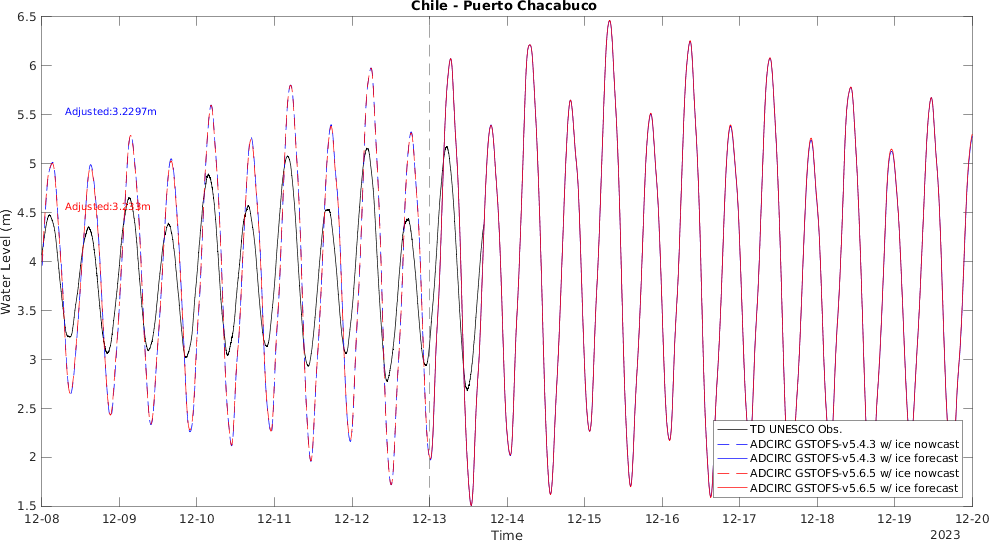 Chile - Puerto Chacabuco
6.5
6
5.5
5
4.5
4
3.5
3
2.5
2
1.5
Water Level (m)
Adjusted:3.2297m
Adjusted:3.233m
TD UNESCO Obs.
ADCIRC GSTOFS-v5.4.3 w/ ice nowcast
ADCIRC GSTOFS-v5.4.3 w/ ice forecast
ADCIRC GSTOFS-v5.6.5 w/ ice nowcast
ADCIRC GSTOFS-v5.6.5 w/ ice forecast
12-08 12-09 12-10 12-11 12-12 12-13 12-14 12-15 12-16 12-17 12-18 12-19 12-20
Time
2023